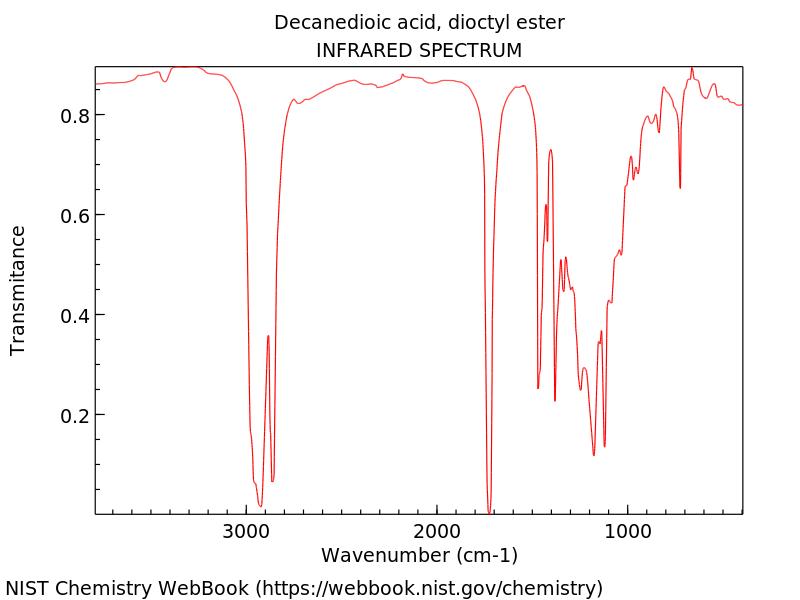 Decanedioic acid, dioctyl ester
INFRARED SPECTRUM
0.8
0.6
0.4
0.2
Transmitance
3000 2000 1000
Wavenumber (cm-1)
NIST Chemistry WebBook (https://webbook.nist.gov/chemistry)